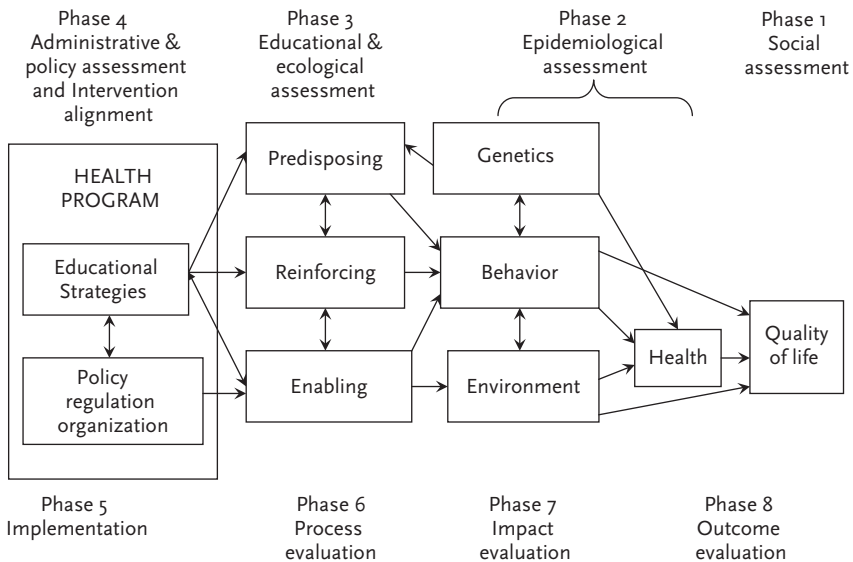 Phase 4
Administrative &
policy assessment
and Intervention
alignment
Phase 3
Educational &
ecological
assessment
Phase 2
Epidemiological
assessment
Phase 1
Social
assessment
HEALTH
PROGRAM
Educational
Strategies
Policy
regulation
organization
Predisposing
Reinforcing
Enabling
Genetics
Behavior
Environment
Health
Quality
of life
Phase 5
Implementation
Phase 6
Process
evaluation
Phase 7
Impact
evaluation
Phase 8
Outcome
evaluation